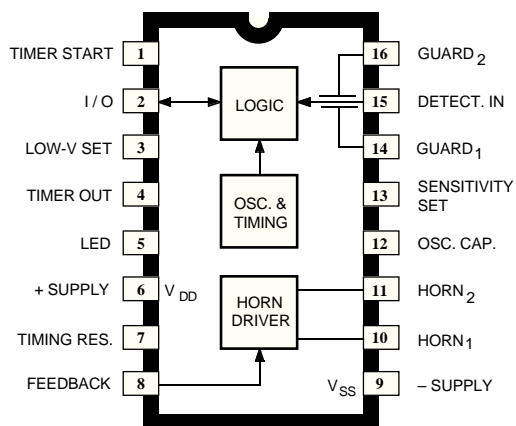 TIMER START 1
I / O 2
LOW-V SET 3
TIMER OUT 4
LED 5
+ SUPPLY 6 V DD
TIMING RES. 7
FEEDBACK 8
LOGIC
OSC. &
TIMING
HORN
DRIVER
16 GUARD2
15 DETECT. IN
14 GUARD1
13 SENSITIVITY
SET
12 OSC. CAP.
11 HORN2
10 HORN1
VSS 9 – SUPPLY